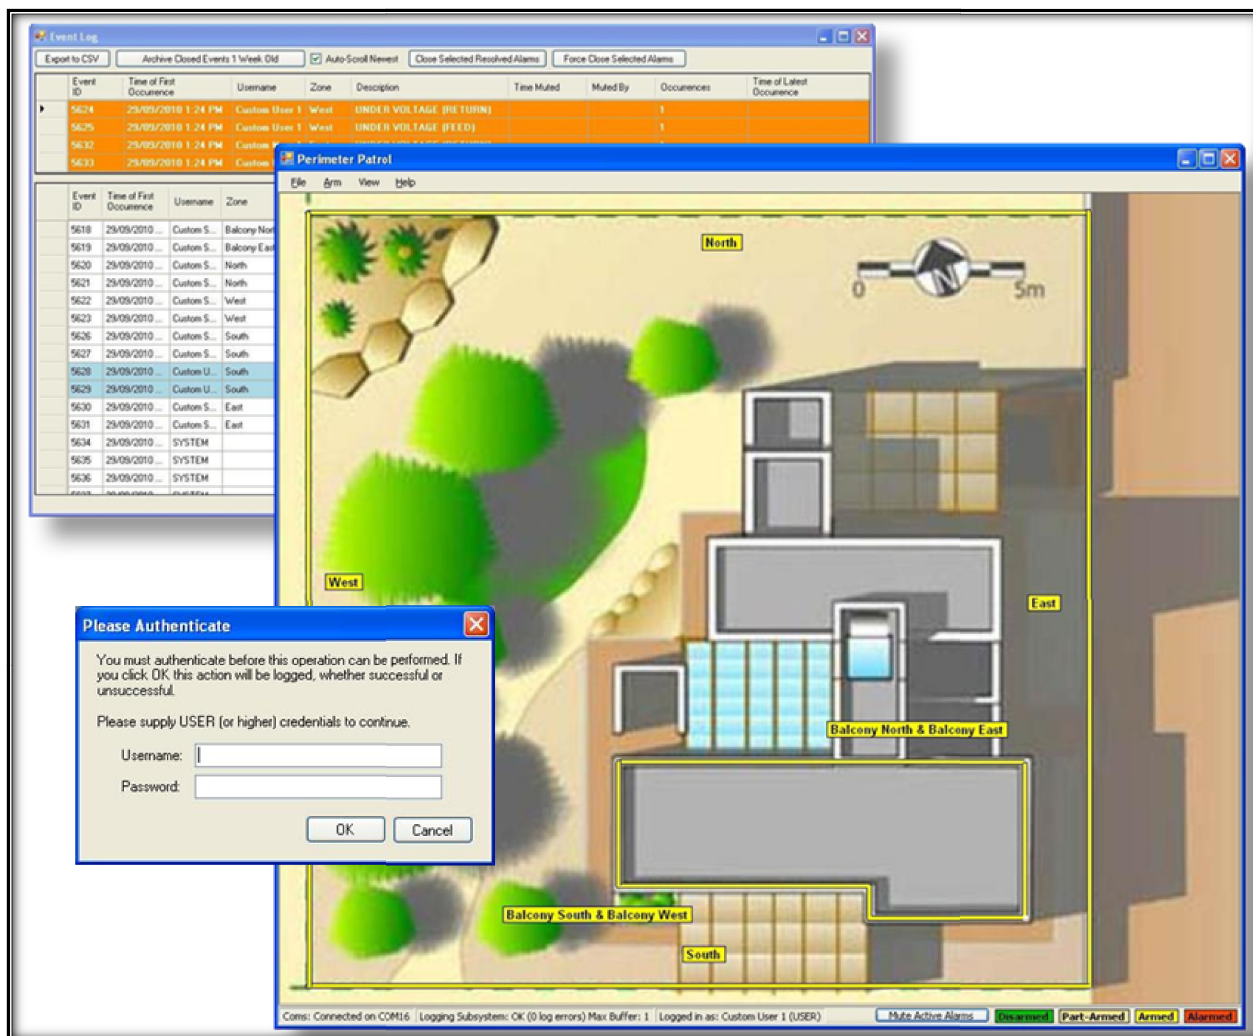 Event Log
Export to CSV Archive Closed Events 1 Week Old Auto-Scroll Newest Close Selected Resolved Alarms Force Close Selected Alarms
Event ID Time of First Occurrence Username Zone Description Time Muted Muted By Occurrences Time of Latest Occurrence
5624 29/09/2010 1:24 PM Custom User 1 West UNDER VOLTAGE (RETURN) 1
5625 29/09/2010 1:24 PM Custom User 1 West UNDER VOLTAGE (FEED) 1
5632 29/09/2010 1:24 PM Custom
5633 29/09/2010 1:24 PM Custom
Event ID Time of First Occurrence Username Zone
5618 29/09/2010 ... Custom S... Balcony Nor
5619 29/09/2010 ... Custom S... Balcony East
5620 29/09/2010 ... Custom S... North
5621 29/09/2010 ... Custom S... North
5622 29/09/2010 ... Custom S... West
5623 29/09/2010 ... Custom S... West
5626 29/09/2010 ... Custom S... South
5627 29/09/2010 ... Custom S... South
5628 29/09/2010 ... Custom U... South
5629 29/09/2010 ... Custom U... South
5630 29/09/2010 ... Custom S... East
5631 29/09/2010 ... Custom S... East
5634 29/09/2010 ... SYSTEM
5635 29/09/2010 ... SYSTEM
5636 29/09/2010 ... SYSTEM
Perimeter Patrol
File Arm View Help
North
N
0 5m
West
East
Balcony North & Balcony East
Balcony South & Balcony West
South
Please Authenticate
You must authenticate before this operation can be performed. If
you click OK this action will be logged, whether successful or
unsuccessful.
Please supply USER (or higher) credentials to continue.
Username:
Password:
OK Cancel
Coms: Connected on COM16 Logging Subsystem: OK (0 log errors) Max Buffer: 1 Logged in as: Custom User 1 (USER) Mute Active Alarms Disarmed Part-Armed Armed Alarmed